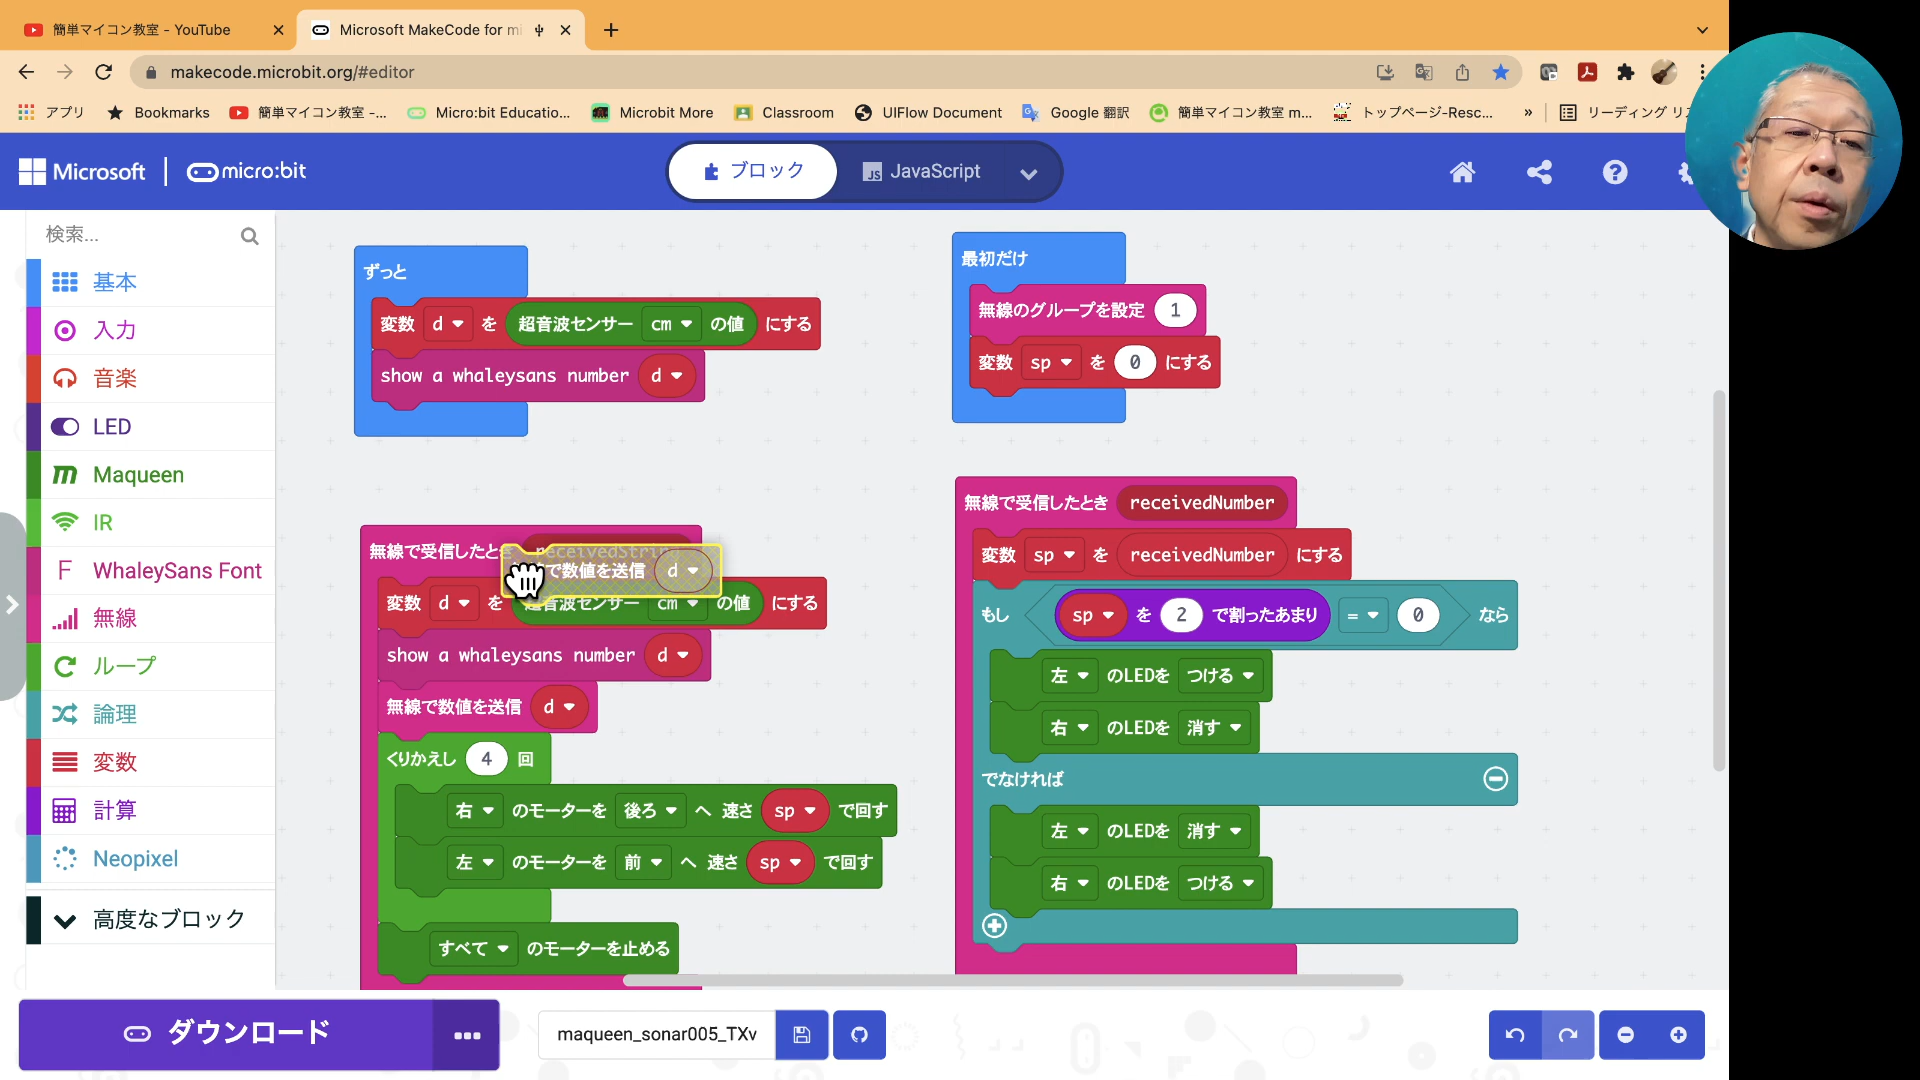 簡単マイコン教室 - YouTube
Microsoft MakeCode for mi
makecode.microbit.org/#editor
アプリ
Bookmarks
簡単マイコン教室 -...
Micro:bit Educatio...
Microbit More
Classroom
UIFlow Document
Google 翻訳
簡単マイコン教室 m...
トップページ-Resc...
»
リーディング リ
Microsoft
micro:bit
ブロック
JS JavaScript
検索...
基本
入力
音楽
LED
Maqueen
IR
WhaleySans Font
無線
ループ
論理
変数
計算
Neopixel
高度なブロック
ずっと
変数 d を 超音波センサー cm の値 にする
show a whaleysans number d
最初だけ
無線のグループを設定 1
変数 sp を 0 にする
無線で受信したとき receivedString
で数値を送信 d
変数 d を 超音波センサー cm の値 にする
show a whaleysans number d
無線で数値を送信 d
くりかえし 4 回
右 のモーターを 後ろ へ 速さ sp で回す
左 のモーターを 前 へ 速さ sp で回す
すべて のモーターを止める
無線で受信したとき receivedNumber
変数 sp を receivedNumber にする
もし sp を 2 で割ったあまり = 0 なら
左 のLEDを つける
右 のLEDを 消す
でなければ
左 のLEDを 消す
右 のLEDを つける
ダウンロード
maqueen_sonar005_TXv